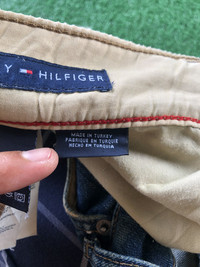 Y HILFIGER
MADE IN TURKEY
FABRIQUE EN TURQUIE
HECHO EN TURQUIA